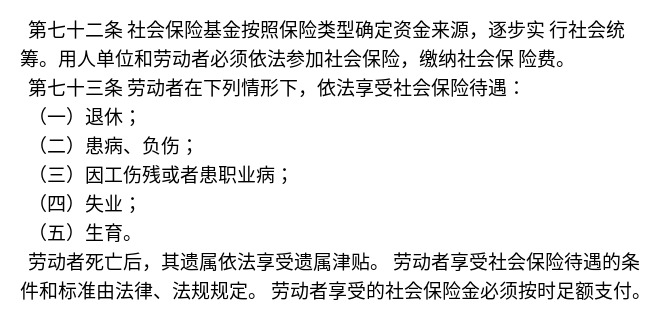 第七十二条 社会保险基金按照保险类型确定资金来源，逐步实 行社会统
筹。用人单位和劳动者必须依法参加社会保险，缴纳社会保 险费。
第七十三条 劳动者在下列情形下，依法享受社会保险待遇：
（一）退休；
（二）患病、负伤；
（三）因工伤残或者患职业病；
（四）失业；
（五）生育。
劳动者死亡后，其遗属依法享受遗属津贴。 劳动者享受社会保险待遇的条
件和标准由法律、法规规定。 劳动者享受的社会保险金必须按时足额支付。